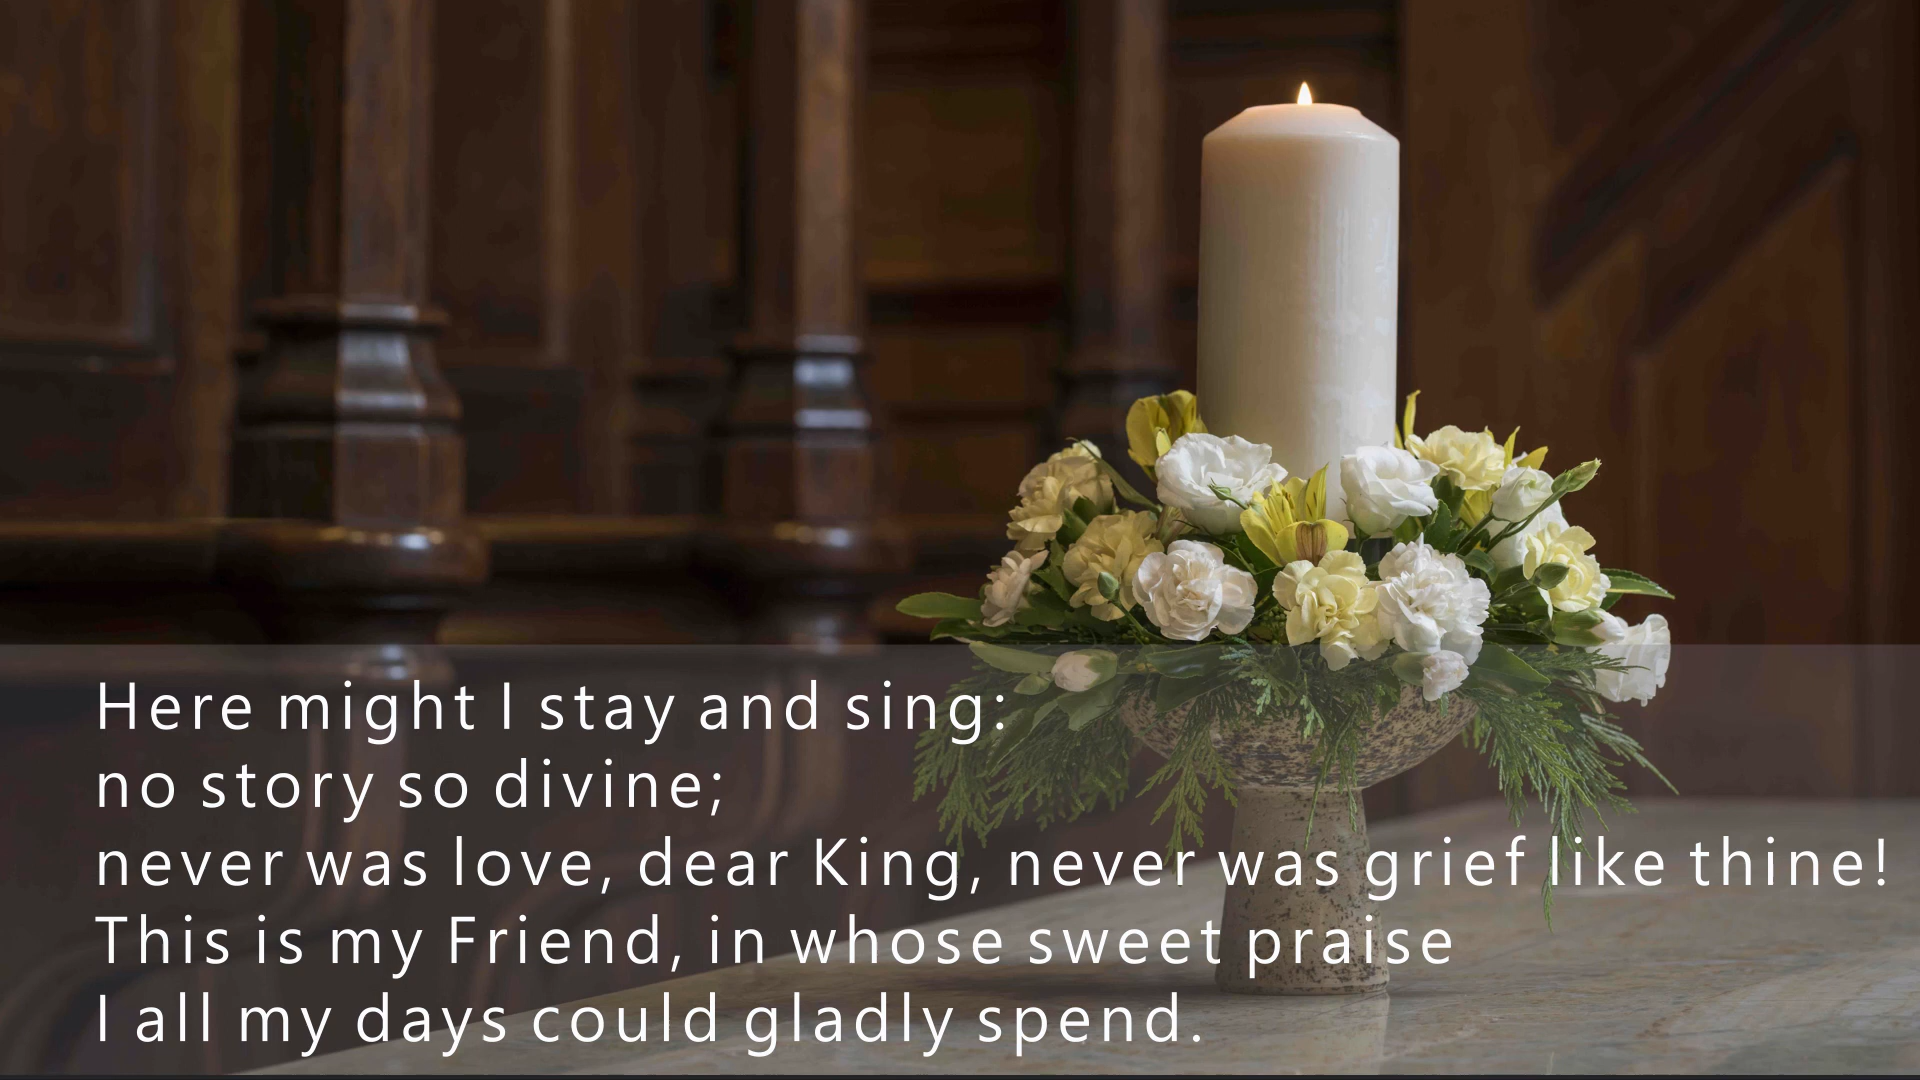 Here might I stay and sing:
no story so divine;
never was love, dear King, never was grief like thine!
This is my Friend, in whose sweet praise
I all my days could gladly spend.